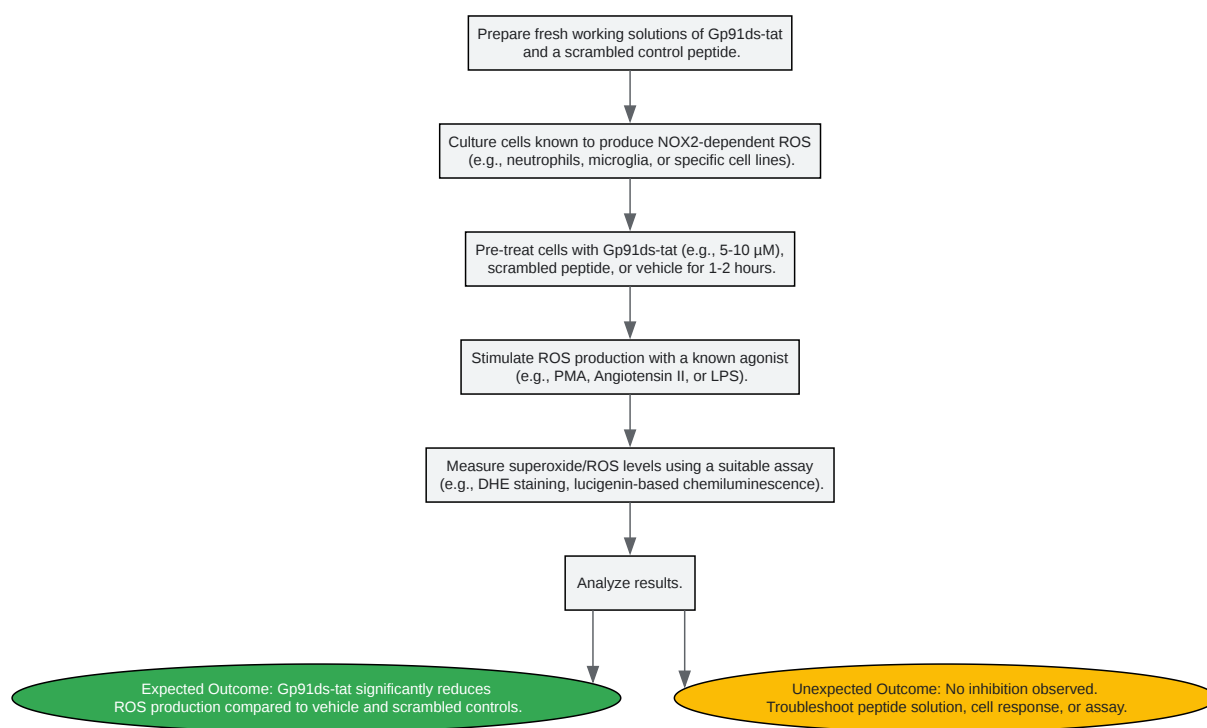 Prepare fresh working solutions of Gp91ds-tat
and a scrambled control peptide.
Culture cells known to produce NOX2-dependent ROS
(e.g., neutrophils, microglia, or specific cell lines).
Pre-treat cells with Gp91ds-tat (e.g., 5-10 µM),
scrambled peptide, or vehicle for 1-2 hours.
Stimulate ROS production with a known agonist
(e.g., PMA, Angiotensin II, or LPS).
Measure superoxide/ROS levels using a suitable assay
(e.g., DHE staining, lucigenin-based chemiluminescence).
Analyze results.
Expected Outcome: Gp91ds-tat significantly reduces
ROS production compared to vehicle and scrambled controls.
Unexpected Outcome: No inhibition observed.
Troubleshoot peptide solution, cell response, or assay.